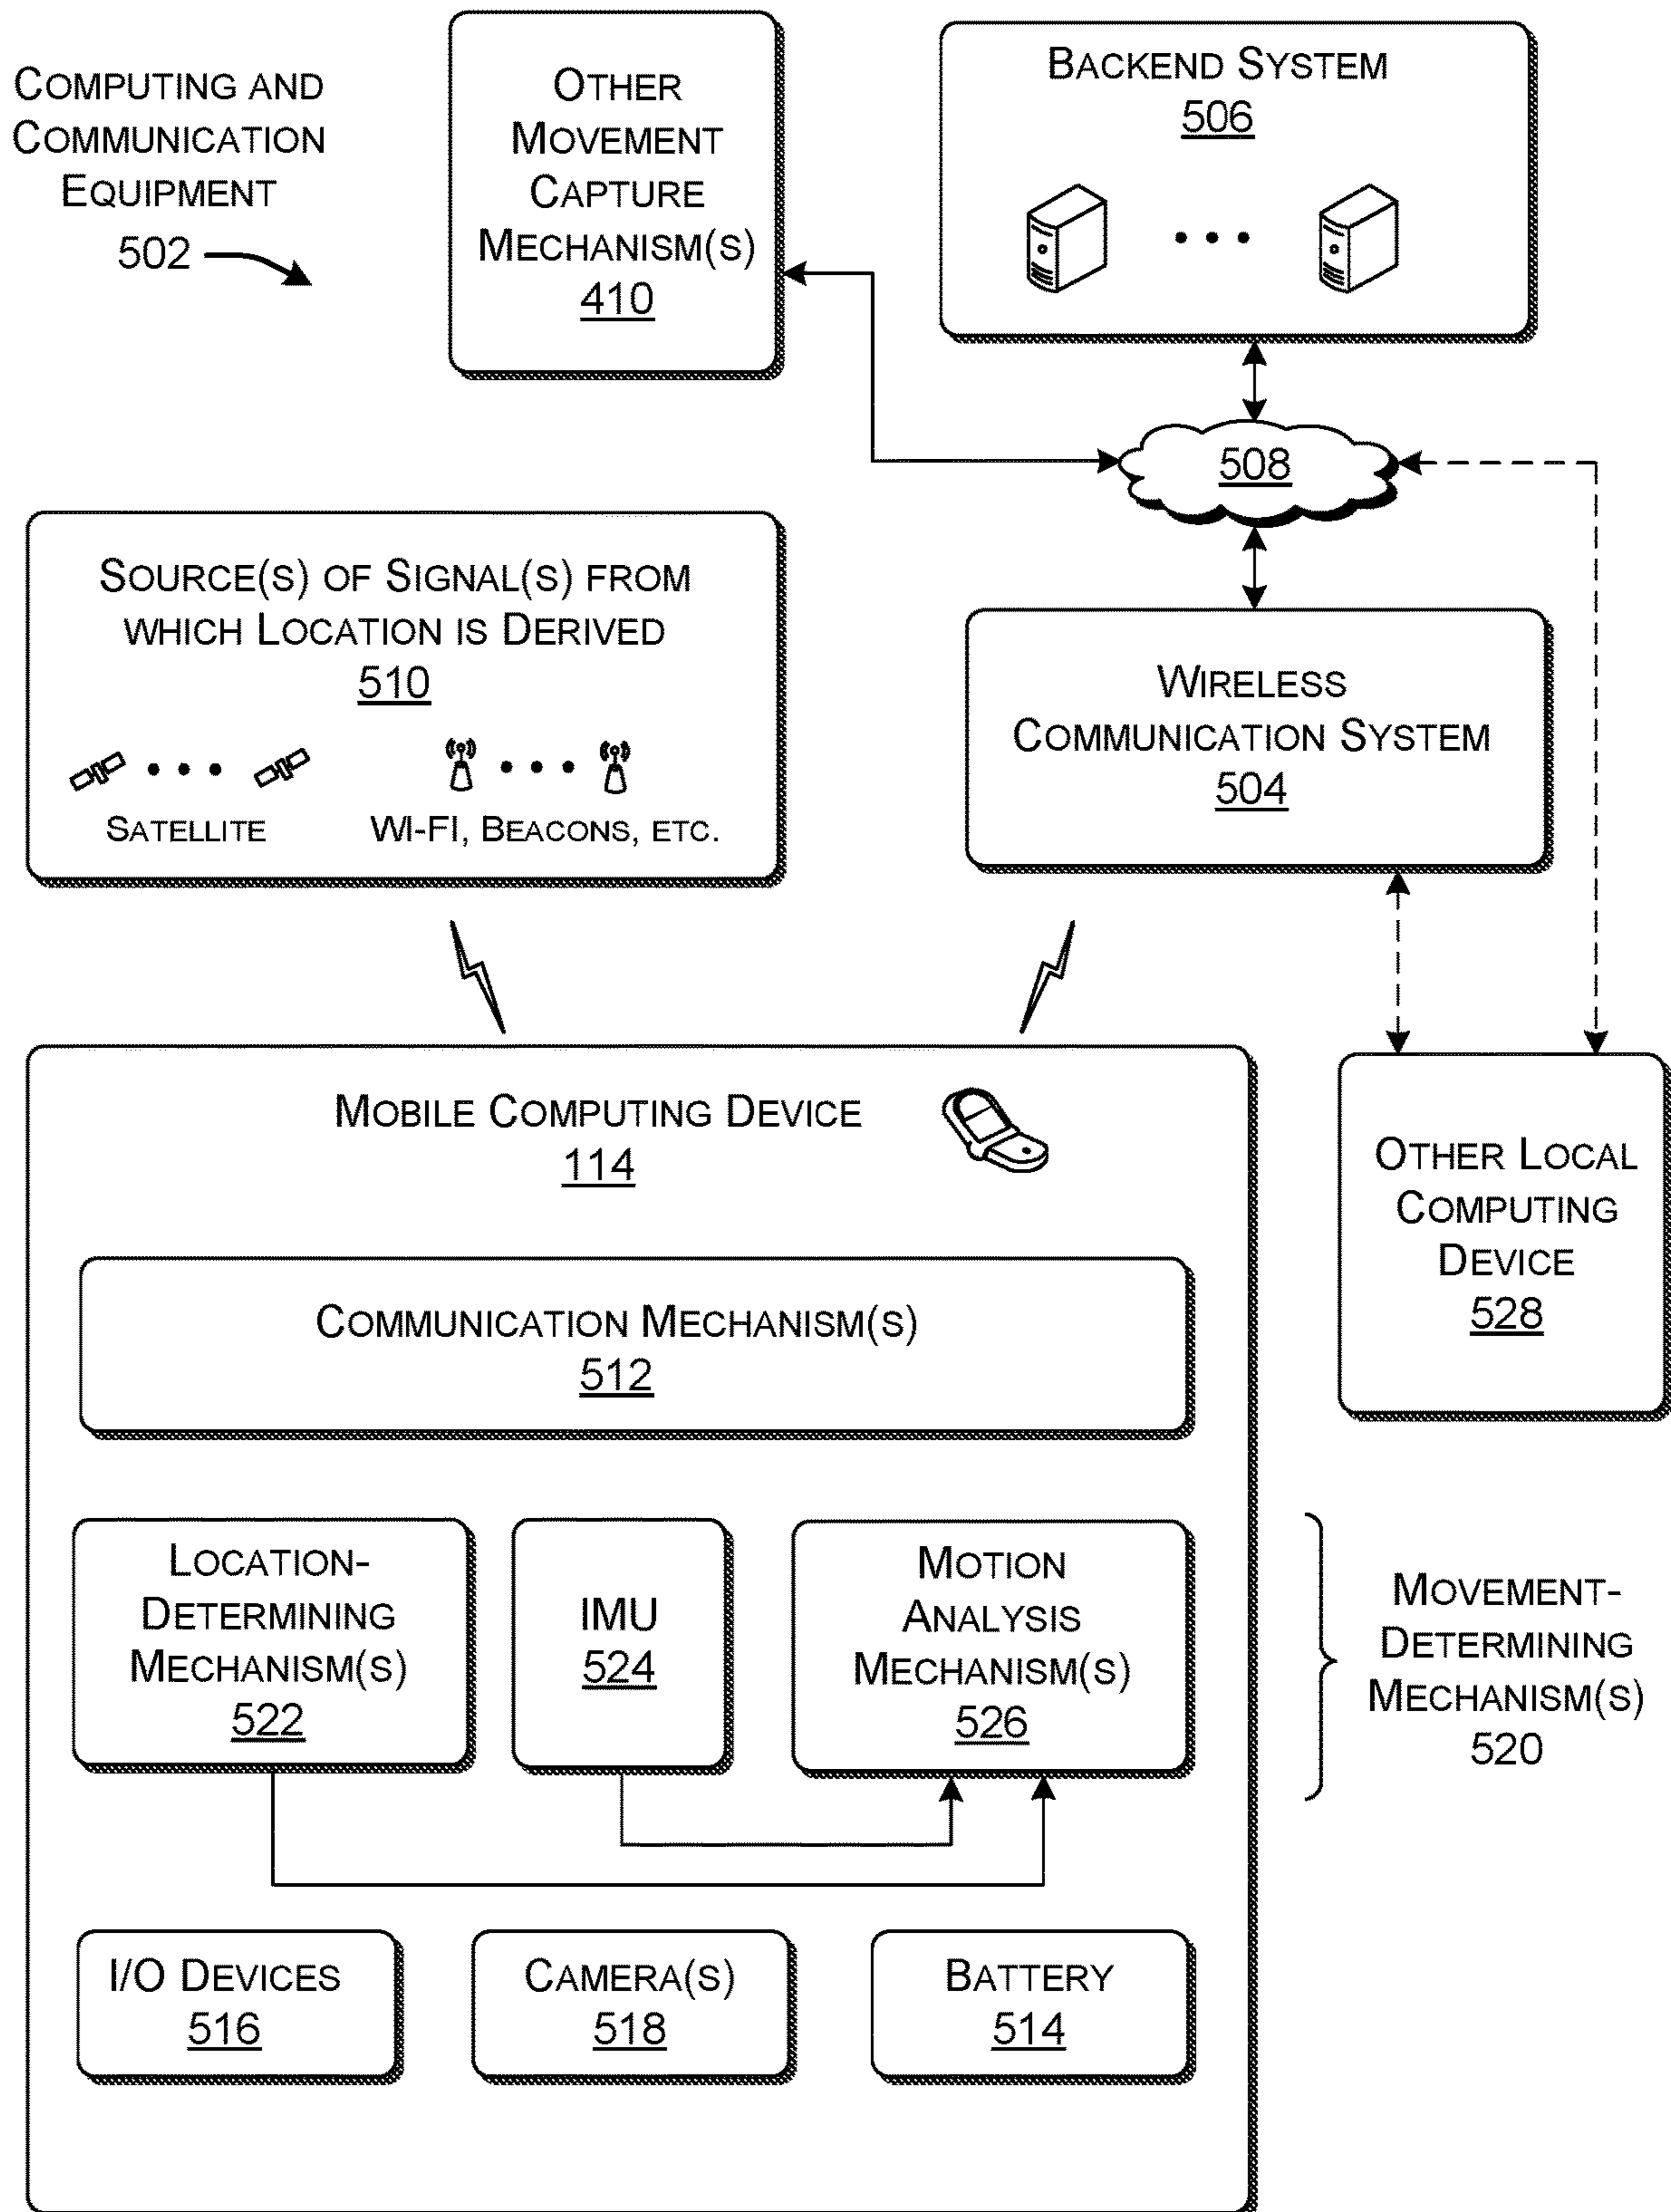 COMPUTING AND
COMMUNICATION
EQUIPMENT
502
OTHER
MOVEMENT
CAPTURE
MECHANISM(S)
410
BACKEND SYSTEM
506
508
SOURCE(S) OF SIGNAL(S) FROM
WHICH LOCATION IS DERIVED
510
SATELLITE
WI-FI, BEACONS, ETC.
WIRELESS
COMMUNICATION SYSTEM
504
MOBILE COMPUTING DEVICE
114
OTHER LOCAL
COMPUTING
DEVICE
528
COMMUNICATION MECHANISM(S)
512
LOCATION-
DETERMINING
MECHANISM(S)
522
IMU
524
MOTION
ANALYSIS
MECHANISM(S)
526
MOVEMENT-
DETERMINING
MECHANISM(S)
520
I/O DEVICES
516
CAMERA(S)
518
BATTERY
514